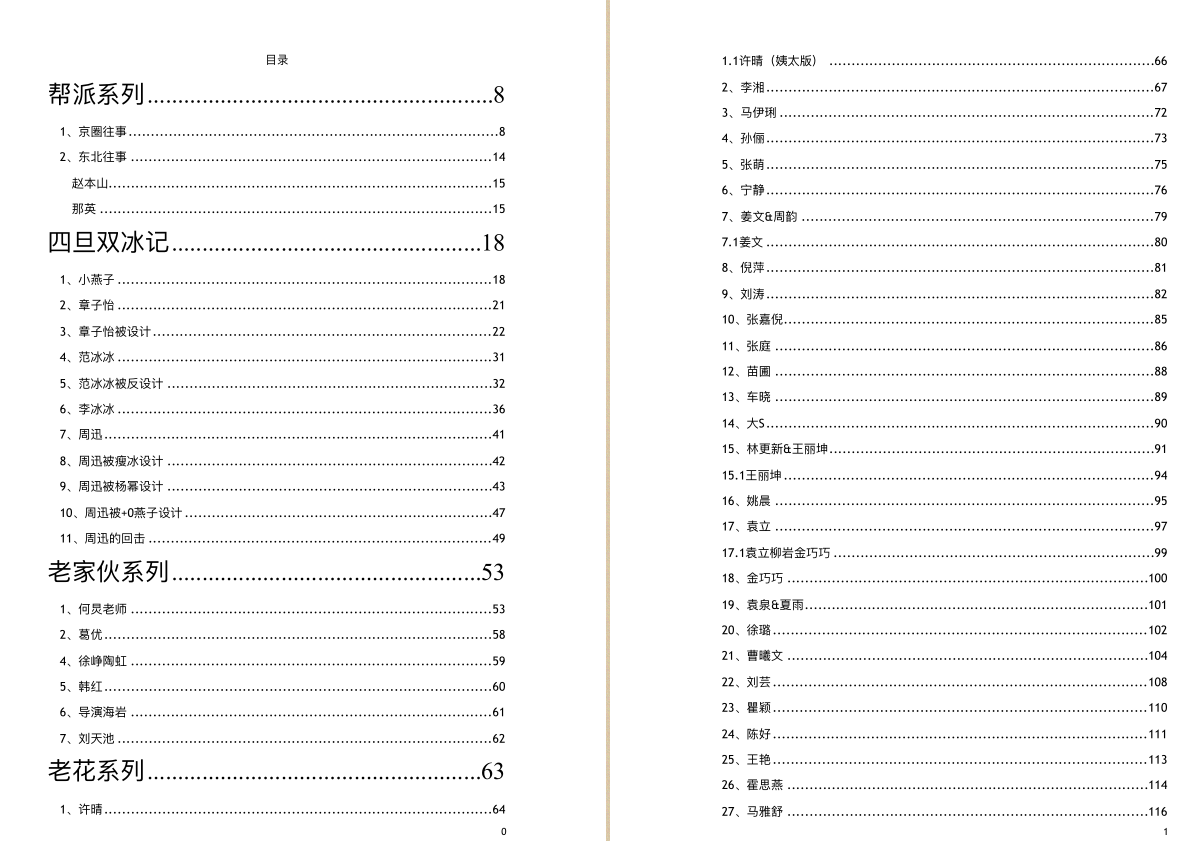 目录
帮派系列........................................................8
1、京圈往事........................................................8
2、东北往事........................................................14
赵本山........................................................15
那英........................................................15
四旦双冰记........................................................18
1、小燕子........................................................18
2、章子怡........................................................21
3、章子怡被设计........................................................22
4、范冰冰........................................................31
5、范冰冰被反设计........................................................32
6、李冰冰........................................................36
7、周迅........................................................41
8、周迅被瘦冰设计........................................................42
9、周迅被杨幂设计........................................................43
10、周迅被+0燕子设计........................................................47
11、周迅的回击........................................................49
老家伙系列........................................................53
1、何炅老师........................................................53
2、葛优........................................................58
4、徐峥陶虹........................................................59
5、韩红........................................................60
6、导演海岩........................................................61
7、刘天池........................................................62
老花系列........................................................63
1、许晴........................................................64
0
1.1许晴（姨太版）........................................................66
2、李湘........................................................67
3、马伊琍........................................................72
4、孙俪........................................................73
5、张萌........................................................75
6、宁静........................................................76
7、姜文&周韵........................................................79
7.1姜文........................................................80
8、倪萍........................................................81
9、刘涛........................................................82
10、张嘉倪........................................................85
11、张庭........................................................86
12、苗圃........................................................88
13、车晓........................................................89
14、大S........................................................90
15、林更新&王丽坤........................................................91
15.1王丽坤........................................................94
16、姚晨........................................................95
17、袁立........................................................97
17.1袁立柳岩金巧巧........................................................99
18、金巧巧........................................................100
19、袁泉&夏雨........................................................101
20、徐璐........................................................102
21、曹曦文........................................................104
22、刘芸........................................................108
23、瞿颖........................................................110
24、陈好........................................................111
25、王艳........................................................113
26、霍思燕........................................................114
27、马雅舒........................................................116
1